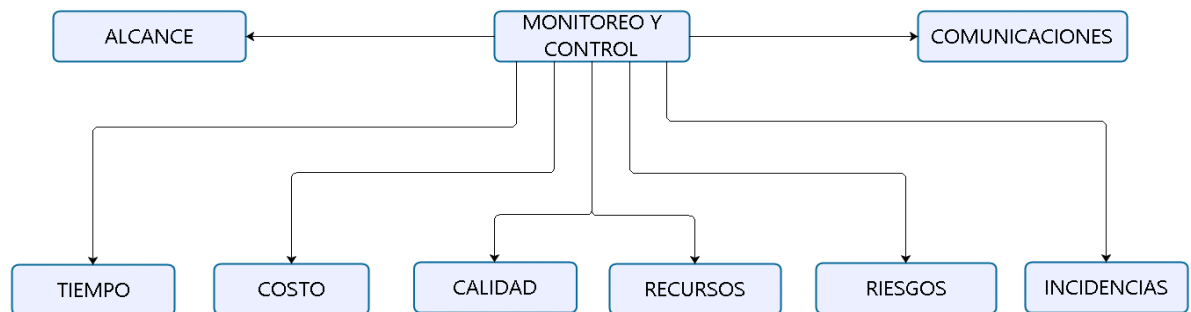 ALCANCE
MONITOREO Y
CONTROL
COMUNICACIONES
TIEMPO
COSTO
CALIDAD
RECURSOS
RIESGOS
INCIDENCIAS